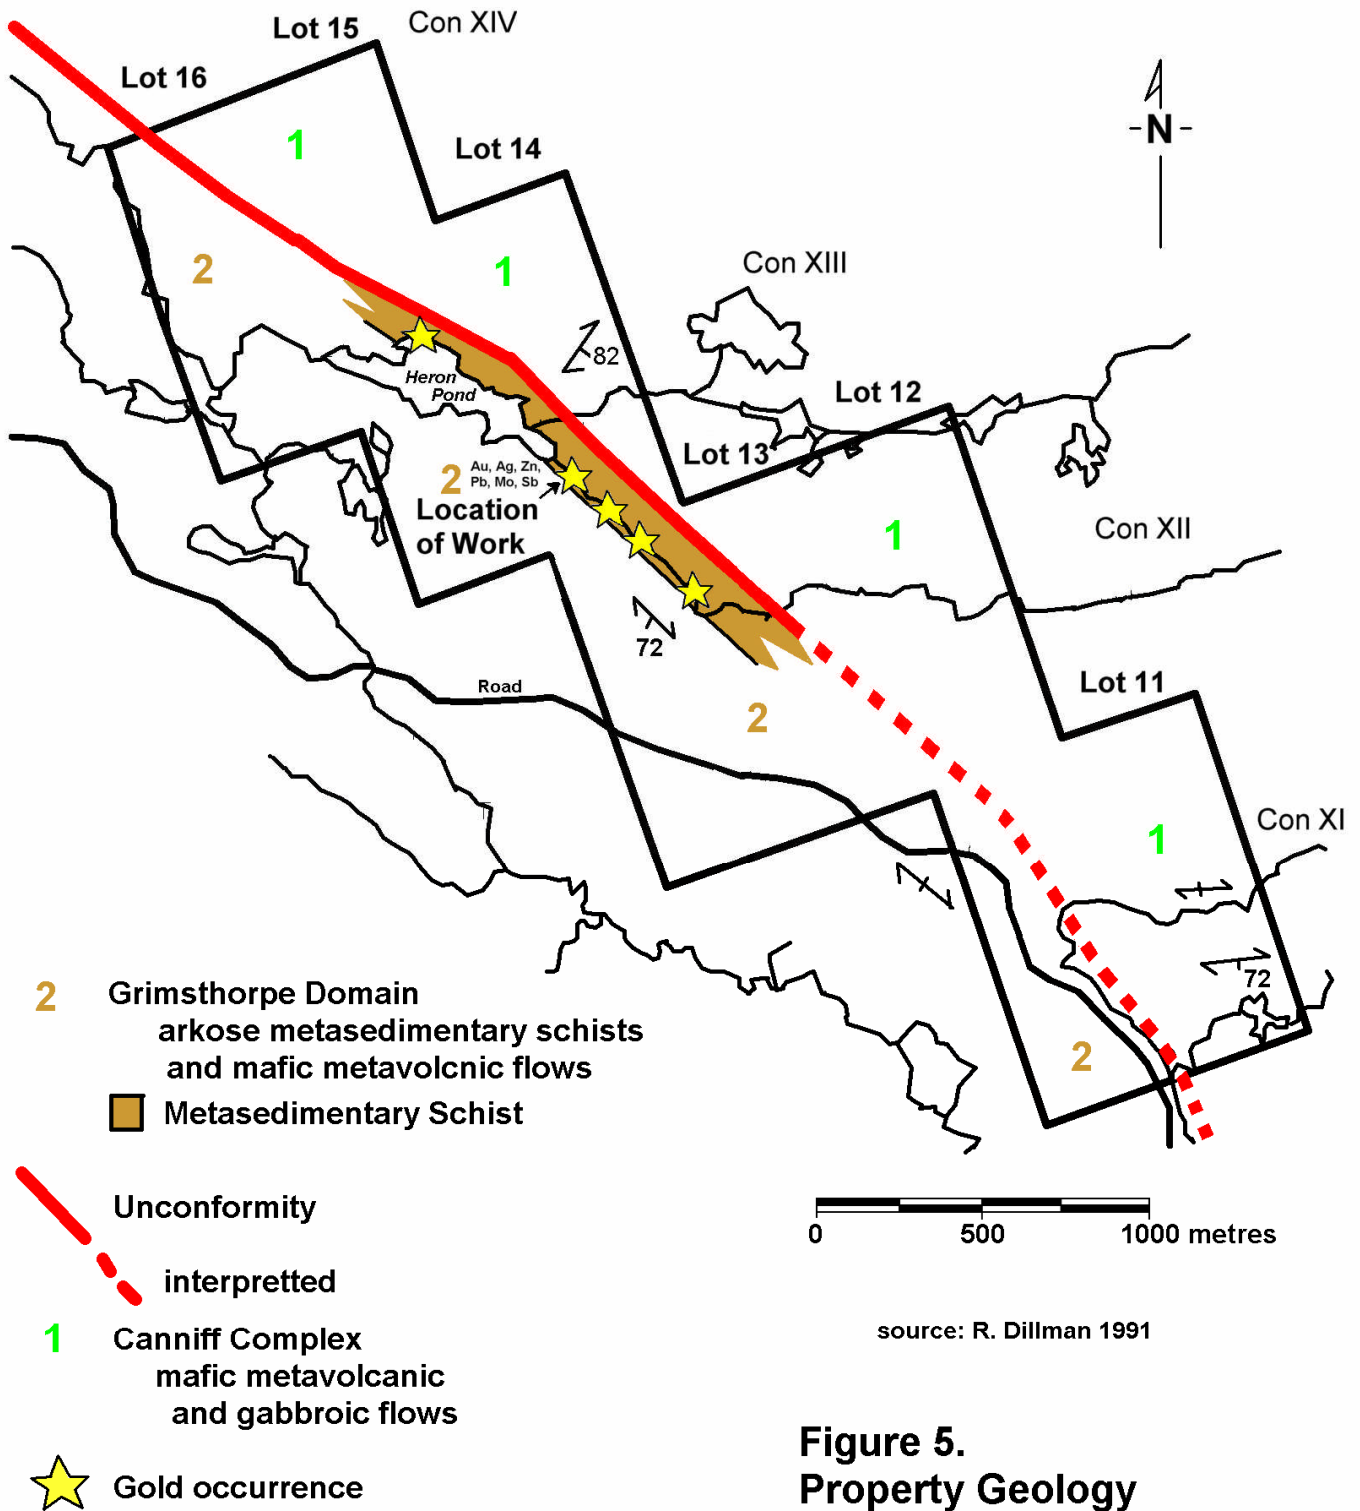 Lot 15
Con XIV
Lot 16
1
Lot 14
N
2
1
Con XIII
82
Heron
Pond
Lot 12
Lot 13
2
Au, Ag, Zn,
Pb, Mo, Sb
Location
of Work
1
Con XII
72
Lot 11
Road
2
Con XI
1
72
2
2 Grimsthorpe Domain
arkose metasedimentary schists
and mafic metavolcnic flows
Metasedimentary Schist
Unconformity
interpretted
1 Canniff Complex
mafic metavolcanic
and gabbroic flows
Gold occurrence
0 500 1000 metres
source: R. Dillman 1991
Figure 5.
Property Geology